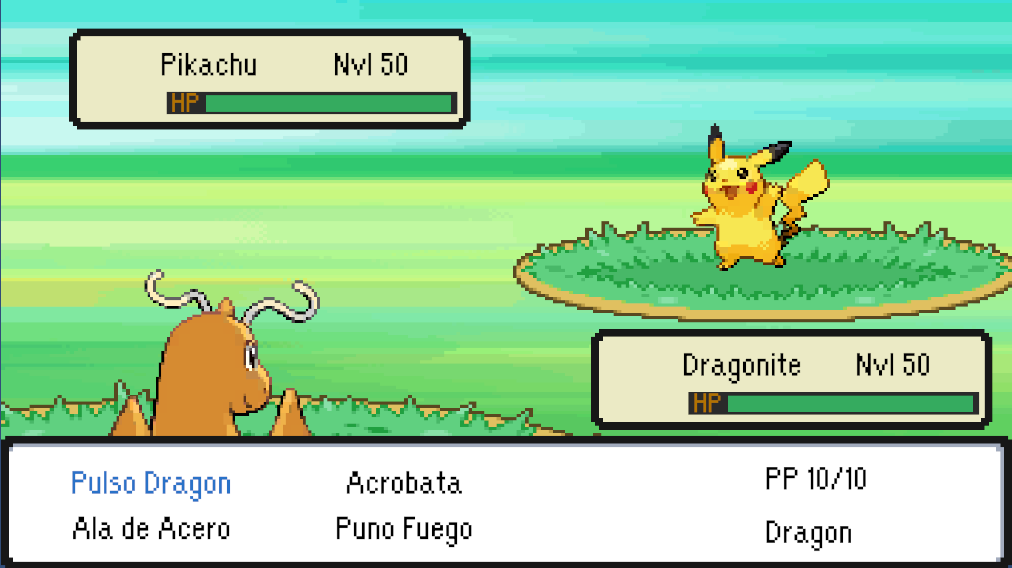 Pikachu Nvl 50
HP
Dragonite Nvl 50
HP
Pulso Dragon Acrobata PP 10/10
Ala de Acero Puno Fuego Dragon